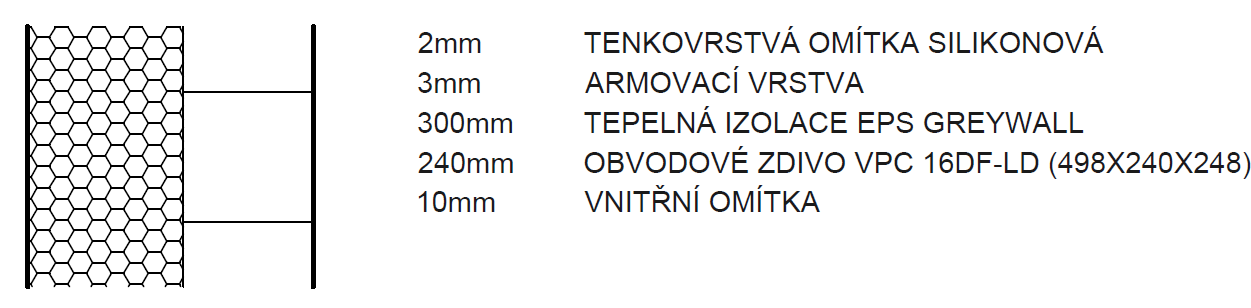 2mm TENKOVRSTVÁ OMÍTKA SILIKONOVÁ
3mm ARMOVACÍ VRSTVA
300mm TEPELNÁ IZOLACE EPS GREYWALL
240mm OBVODOVÉ ZDIVO VPC 16DF-LD (498X240X248)
10mm VNITŘNÍ OMÍTKA